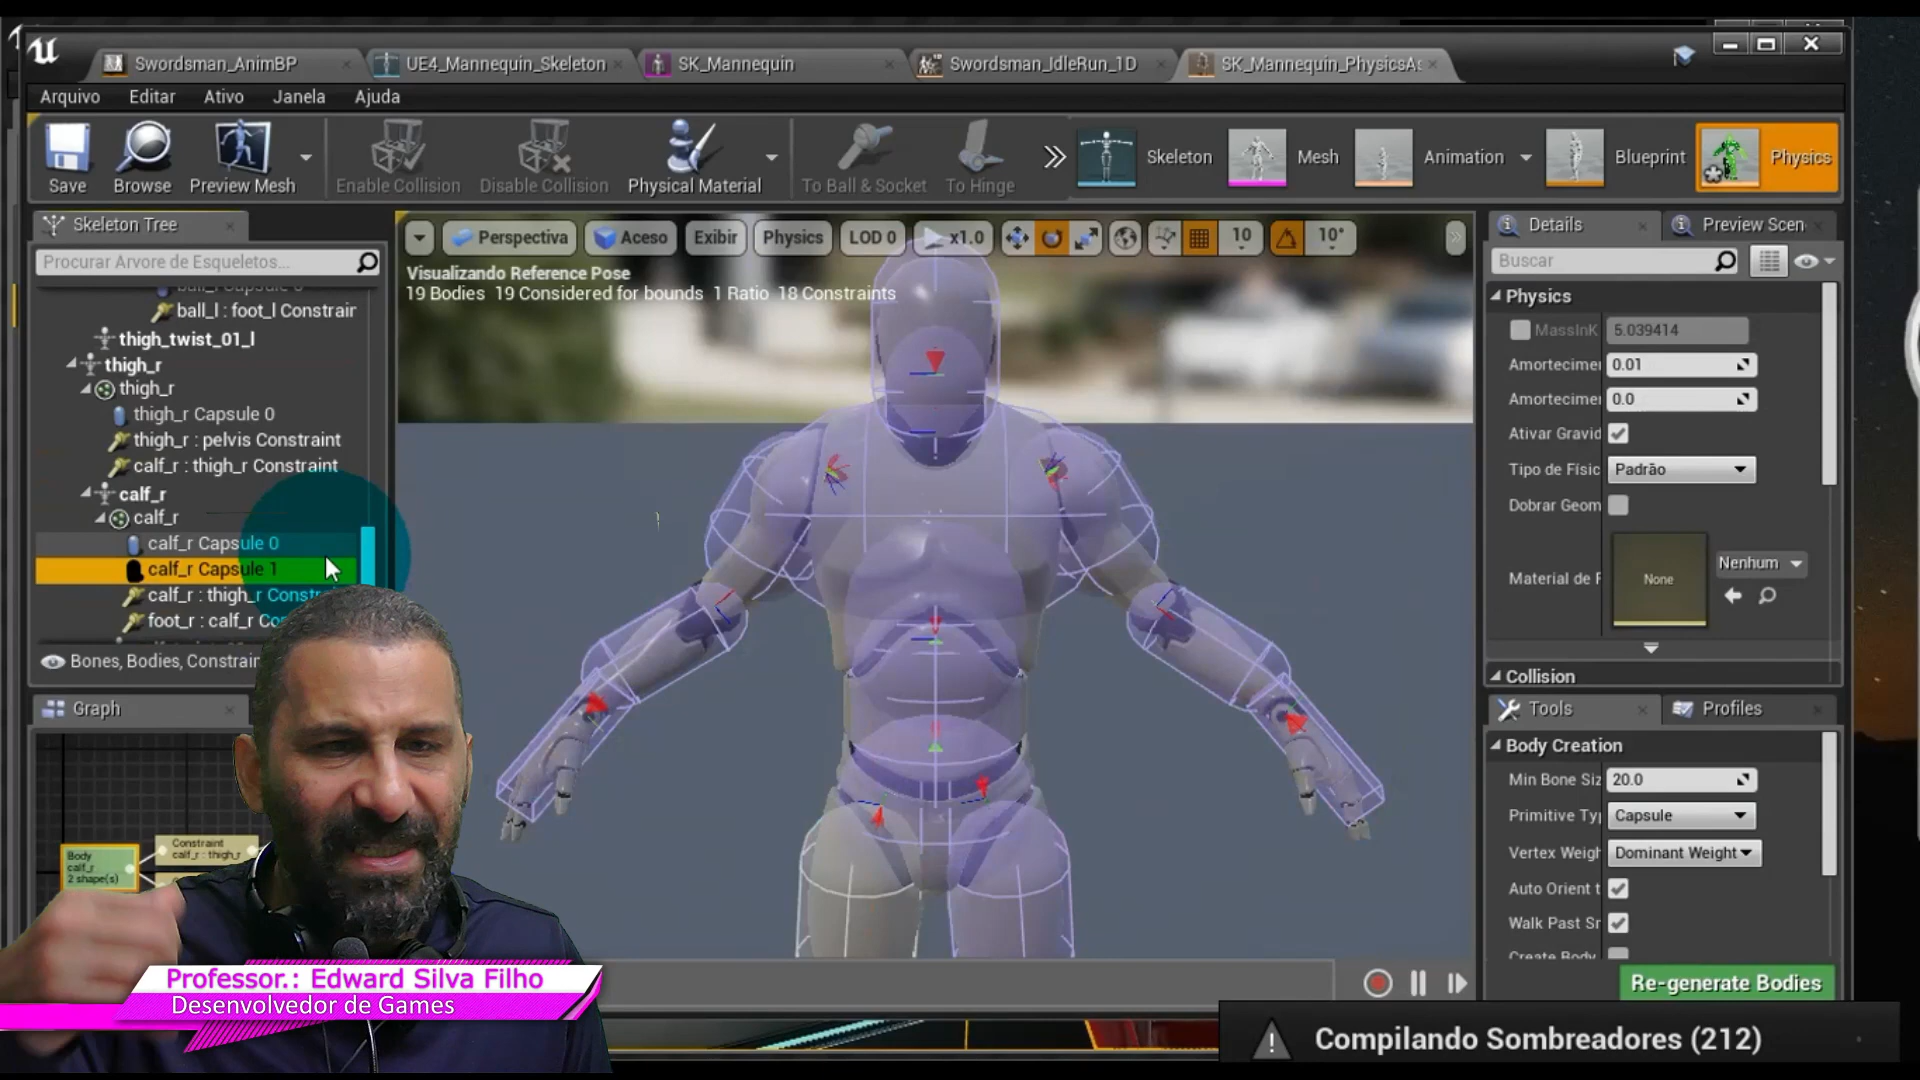 Swordsman_AnimBP
UE4_Mannequin_Skeleton
SK_Mannequin
Swordsman_IdleRun_1D
SK_Mannequin_PhysicsAs
Arquivo Editar Ativo Janela Ajuda
Save
Browse
Preview Mesh
Enable Collision
Disable Collision
Physical Material
To Ball & Socket
To Hinge
Skeleton
Mesh
Animation
Blueprint
Physics
Skeleton Tree
Procurar Arvore de Esqueletos...
ball_l Capsule 0
ball_l : foot_l Constrair
thigh_twist_01_l
thigh_r
thigh_r
thigh_r Capsule 0
thigh_r : pelvis Constraint
calf_r : thigh_r Constraint
calf_r
calf_r
calf_r Capsule 0
calf_r Capsule 1
calf_r : thigh_r Constr
foot_r : calf_r Con
Bones, Bodies, Constrain
Graph
Body
calf_r
2 shape(s)
Constraint
calf_r : thigh_r
Perspectiva Aceso Exibir Physics LOD 0 x1.0 10 10°
Visualizando Reference Pose
19 Bodies 19 Considered for bounds 1 Ratio 18 Constraints
Details
Preview Scen
Buscar
Physics
MassInK 5.039414
Amortecimer 0.01
Amortecimer 0.0
Ativar Gravid
Tipo de Físic Padrão
Dobrar Geom
Material de F None Nenhum
Collision
Tools
Profiles
Body Creation
Min Bone Siz 20.0
Primitive Ty Capsule
Vertex Weigh Dominant Weight
Auto Orient t
Walk Past Sr
Create Body
Re-generate Bodies
Compilando Sombreadores (212)
Professor.: Edward Silva Filho
Desenvolvedor de Games